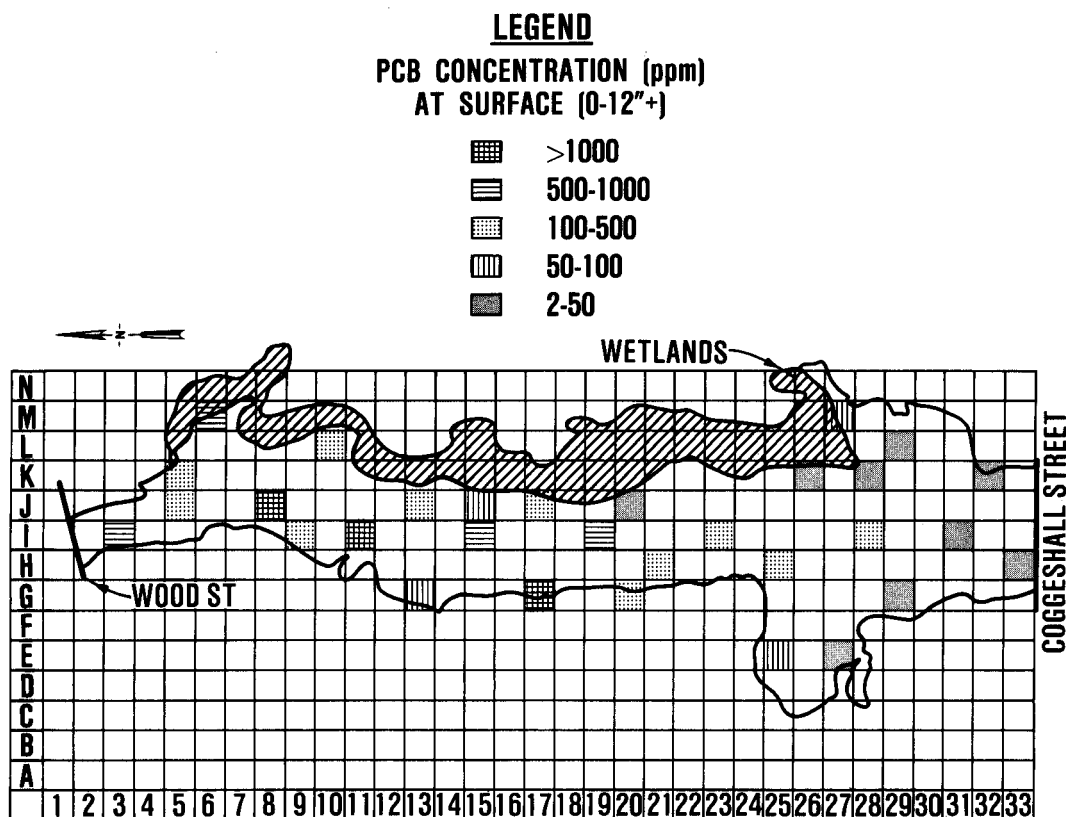 LEGEND
PCB CONCENTRATION (ppm)
AT SURFACE (0-12"+)
>1000
500-1000
100-500
50-100
2-50
N
WETLANDS
N
M
L
K
J
I
H
G
F
E
D
C
B
A
WOOD ST
COGGESHALL STREET
1 2 3 4 5 6 7 8 9 10 11 12 13 14 15 16 17 18 19 20 21 22 23 24 25 26 27 28 29 30 31 32 33